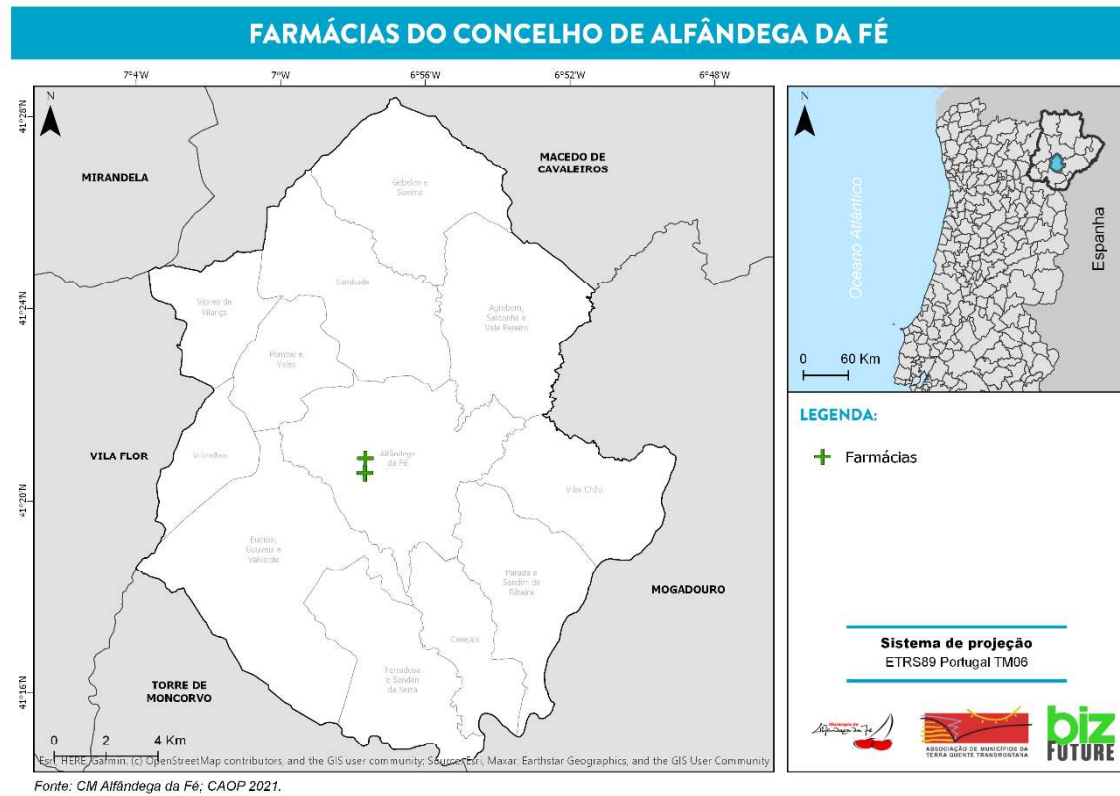 FARMÁCIAS DO CONCELHO DE ALFÂNDEGA DA FÉ
7°4'W
7°W
6°56'W
6°52'W
6°48'W
41°28'N
41°24'N
41°20'N
41°16'N
N
MIRANDELA
MACEDO DE
CAVALEIROS
Gebelim e
Soeima
Sambade
Vilares de
Vilariça
Agrobom,
Saldonha e
Vale Pereiro
Pombal e
Vales
VILA FLOR
Vilarelhos
Alfândega
da Fé
Vilar Chão
Eucisia,
Gouveia e
Valverde
Parada e
Sendim da
Ribeira
MOGADOURO
Cerejais
Ferradosa
e Sendim
da Serra
TORRE DE
MONCORVO
0 2 4 Km
Esri, HERE, Garmin, (c) OpenStreetMap contributors, and the GIS user community; Source: Esri, Maxar, Earthstar Geographics, and the GIS User Community
N
Oceano Atlântico
Espanha
0 60 Km
LEGENDA:
Farmácias
Sistema de projeção
ETRS89 Portugal TM06
Município de
Alfândega da Fé
ASSOCIAÇÃO DE MUNICÍPIOS DA
TERRA QUENTE TRANSMONTANA
biz
FUTURE
Fonte: CM Alfândega da Fé; CAOP 2021.